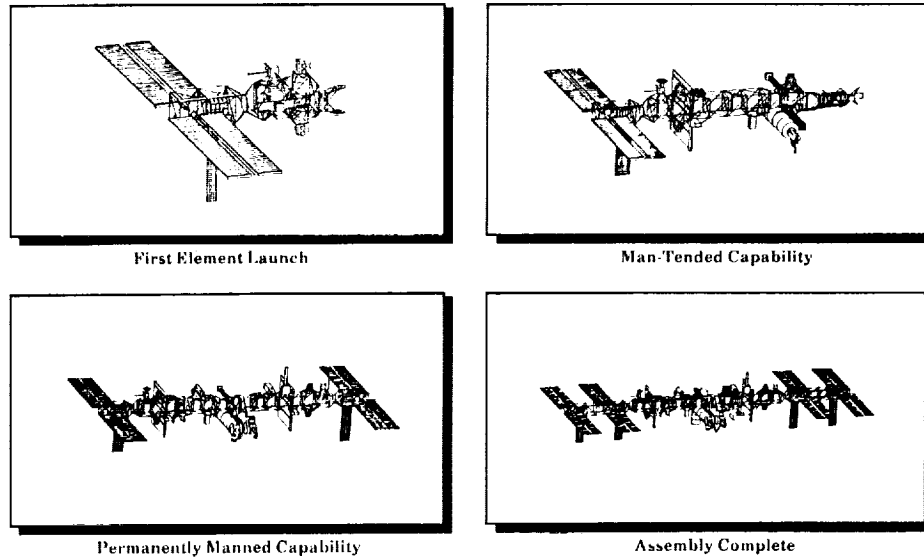 First Element Launch
Man-Tended Capability
Permanently Manned Capability
Assembly Complete